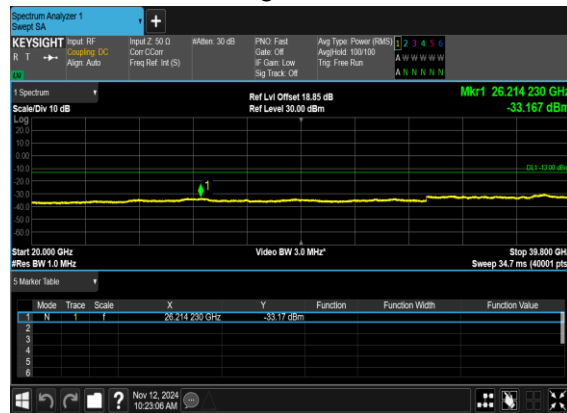 Spectrum Analyzer 1
Swept SA
+
KEYSIGHT
R T
LW
Input: RF
Coupling: DC
Align: Auto
Input Z: 50 Ω
Corr CCorr
Freq Ref: Int (S)
#Atten: 30 dB
PNO: Fast
Gate: Off
IF Gain: Low
Sig Track: Off
Avg Type: Power (RMS)
Avg|Hold: 100/100
Trig: Free Run
1 2 3 4 5 6
A W W W W W
A N N N N N
1 Spectrum
Scale/Div 10 dB
Log
Ref Lvl Offset 18.85 dB
Ref Level 30.00 dBm
Mkr1 26.214 230 GHz
-33.167 dBm
20.0
10.0
0.00
-10.0
-20.0
-30.0
-40.0
-50.0
-60.0
DL1 -13.00 dBm
1
Start 20.000 GHz
#Res BW 1.0 MHz
Video BW 3.0 MHz*
Stop 39.800 GHz
Sweep 34.7 ms (40001 pts)
5 Marker Table
Mode Trace Scale X Y Function Function Width Function Value
1 N 1 f 26.214 230 GHz -33.17 dBm
2
3
4
5
6
?
Nov 12, 2024
10:23:06 AM